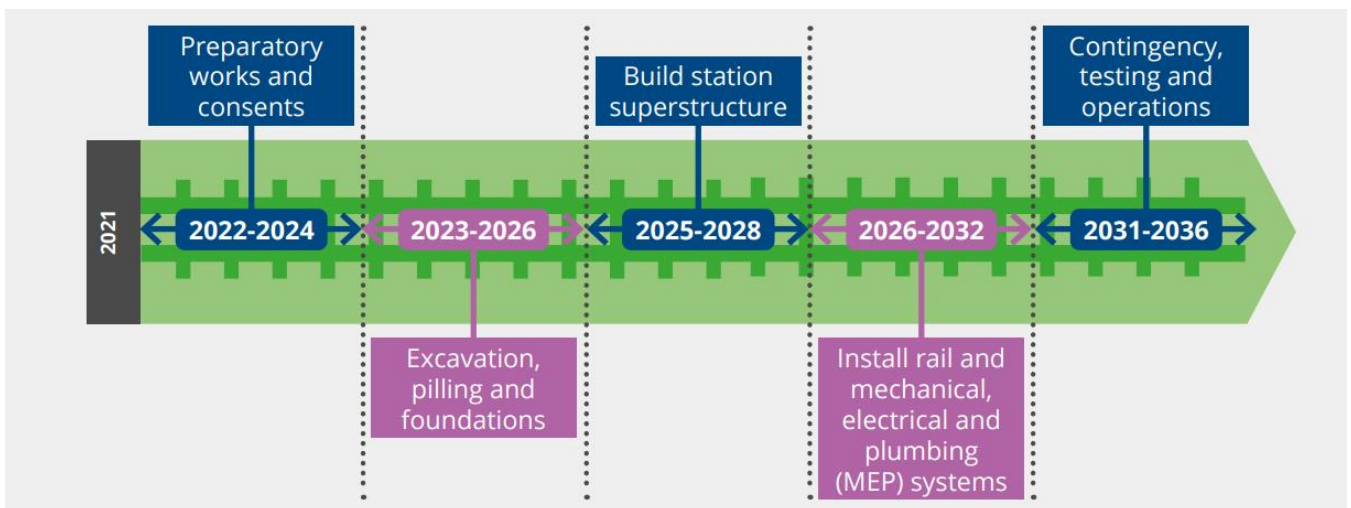 Preparatory
works and
consents
Build station
superstructure
Contingency,
testing and
operations
2021
2022-2024
2023-2026
2025-2028
2026-2032
2031-2036
Excavation,
pilling and
foundations
Install rail and
mechanical,
electrical and
plumbing
(MEP) systems